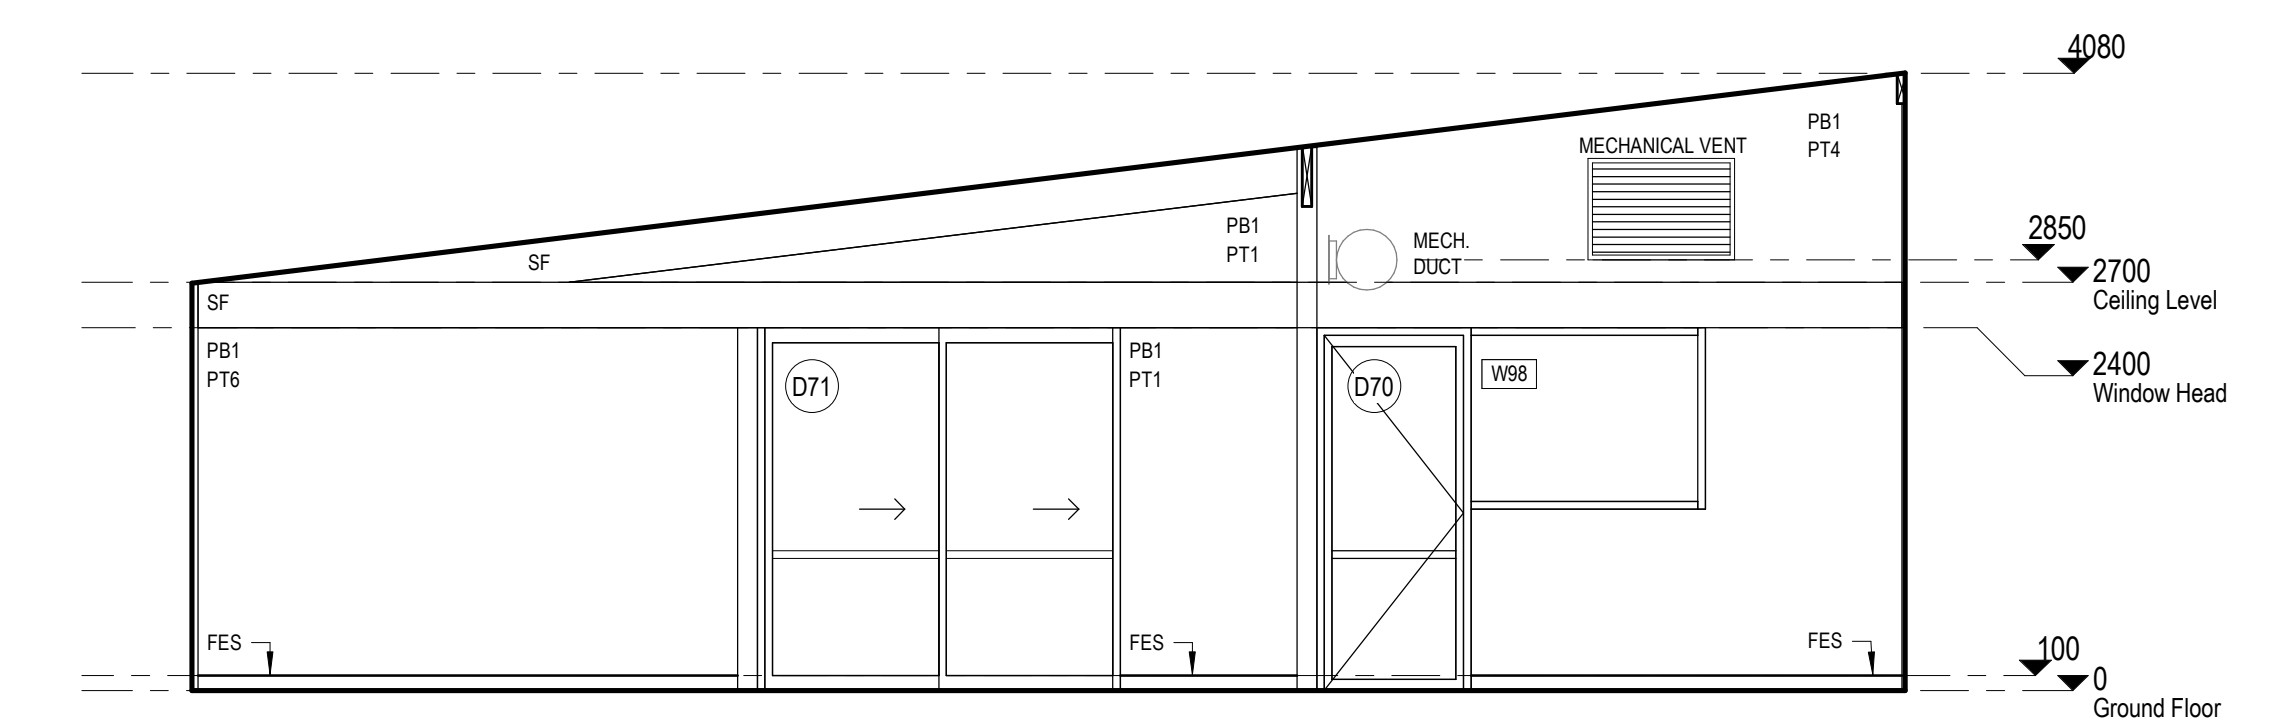 4080
PB1
PT4
MECHANICAL VENT
PB1
PT1
MECH.
DUCT
2850
SF
2700
Ceiling Level
SF
PB1
PT6
D71
PB1
PT1
D70
W98
2400
Window Head
FES
FES
FES
100
0
Ground Floor